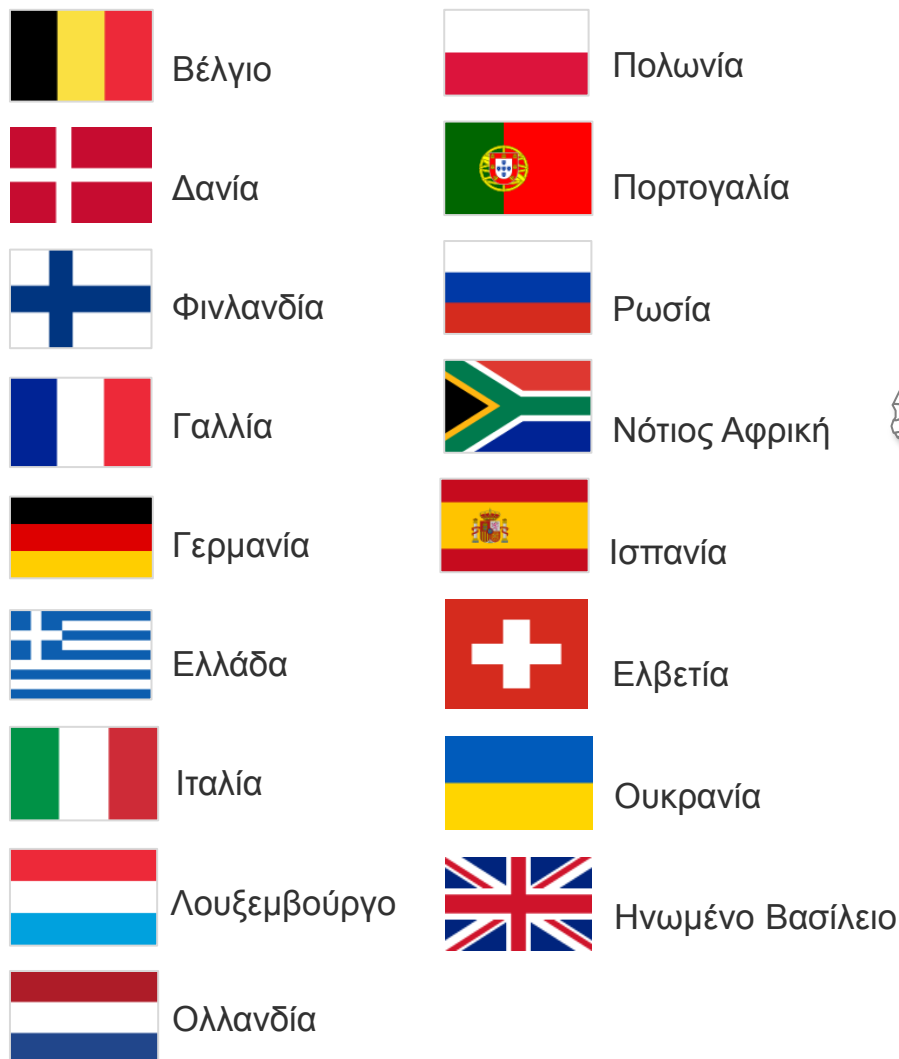 Βέλγιο
Δανία
Φινλανδία
Γαλλία
Γερμανία
Ελλάδα
Ιταλία
Λουξεμβούργο
Ολλανδία
Πολωνία
Πορτογαλία
Ρωσία
Νότιος Αφρική
Ισπανία
Ελβετία
Ουκρανία
Ηνωμένο Βασίλειο